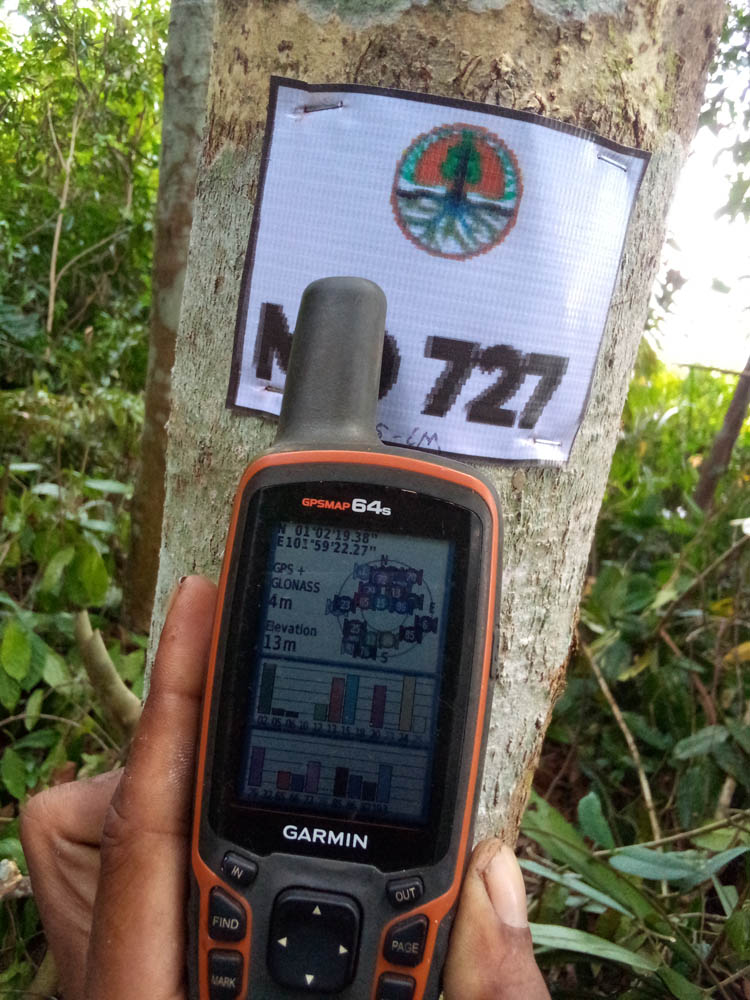 NO 727
GPSMAP 64s
N 01°02'19.38"
E101°59'22.27"
GPS +
GLONASS
4m
Elevation
13m
N
E
S
GARMIN
IN
OUT
FIND
PAGE
MARK